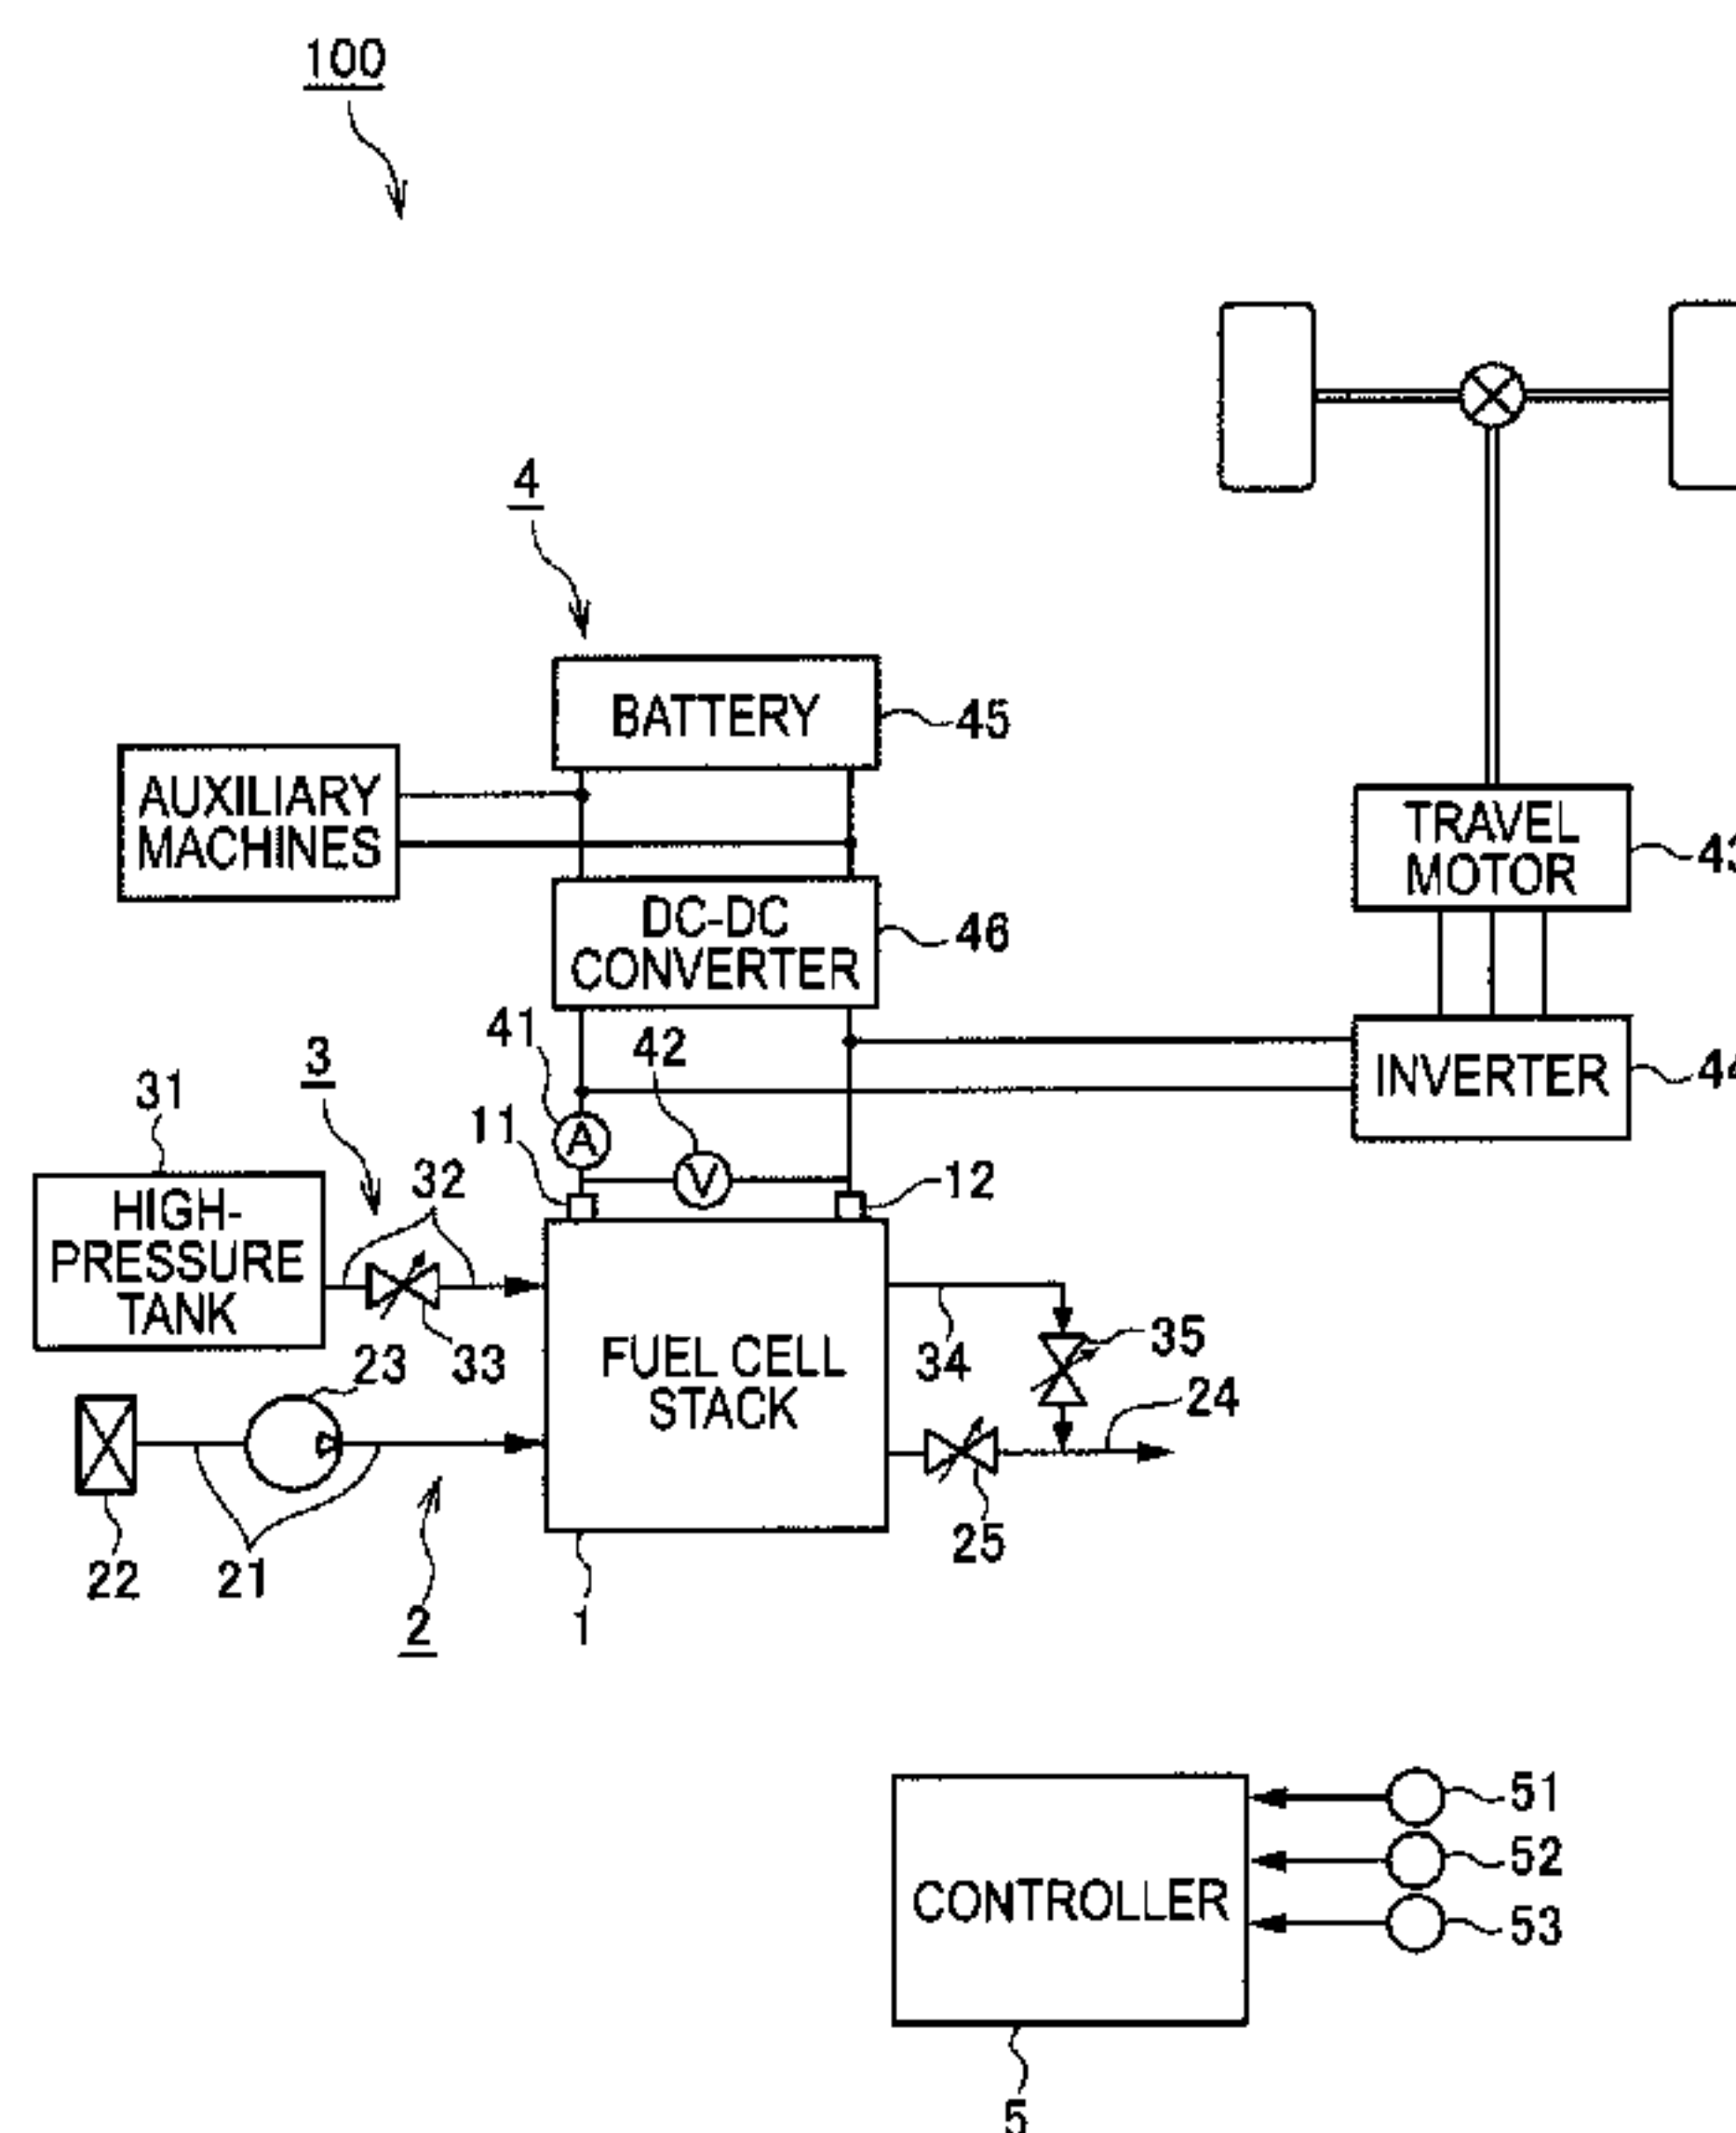 100
4
BATTERY
45
AUXILIARY
MACHINES
TRAVEL
MOTOR
43
DC-DC
CONVERTER
46
41
42
3
INVERTER
44
31
11
32
12
HIGH-
PRESSURE
TANK
23
33
FUEL CELL
STACK
34
35
24
A
V
22
21
25
2
1
CONTROLLER
51
52
53
5